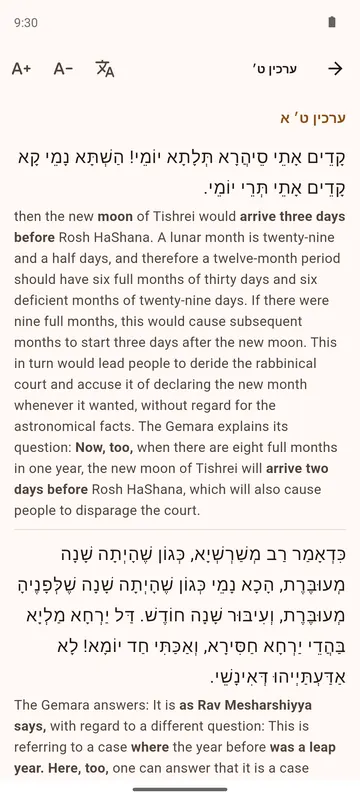 9:30
A+ A− ערכין ט׳
ערכין ט׳ א
קָדֵים אָתֵי סֵיהֲרָא תְּלָתָא יוֹמֵי! הַשְׁתָּא נָמֵי קָא
קָדֵים אָתֵי תְּרֵי יוֹמֵי.
then the new moon of Tishrei would arrive three days
before Rosh HaShana. A lunar month is twenty-nine
and a half days, and therefore a twelve-month period
should have six full months of thirty days and six
deficient months of twenty-nine days. If there were
nine full months, this would cause subsequent
months to start three days after the new moon. This
in turn would lead people to deride the rabbinical
court and accuse it of declaring the new month
whenever it wanted, without regard for the
astronomical facts. The Gemara explains its
question: Now, too, when there are eight full months
in one year, the new moon of Tishrei will arrive two
days before Rosh HaShana, which will also cause
people to disparage the court.
כִּדְאָמַר רַב מְשַׁרְשְׁיָא, כְּגוֹן שֶׁהָיְתָה שָׁנָה
מְעוּבֶּרֶת, הָכָא נָמֵי כְּגוֹן שֶׁהָיְתָה שָׁנָה שֶׁלְּפָנֶיהָ
מְעוּבֶּרֶת, וְעִיבּוּר שָׁנָה חוֹדֶשׁ. דַּל יַרְחָא מַלְיָא
בַּהֲדֵי יַרְחָא חַסִּירָא, וְאַכַּתִּי חַד יוֹמָא! לָא
אַדַּעְתַּיְיהוּ דְּאִינָשֵׁי.
The Gemara answers: It is as Rav Mesharshiyya
says, with regard to a different question: This is
referring to a case where the year before was a leap
year. Here, too, one can answer that it is a case